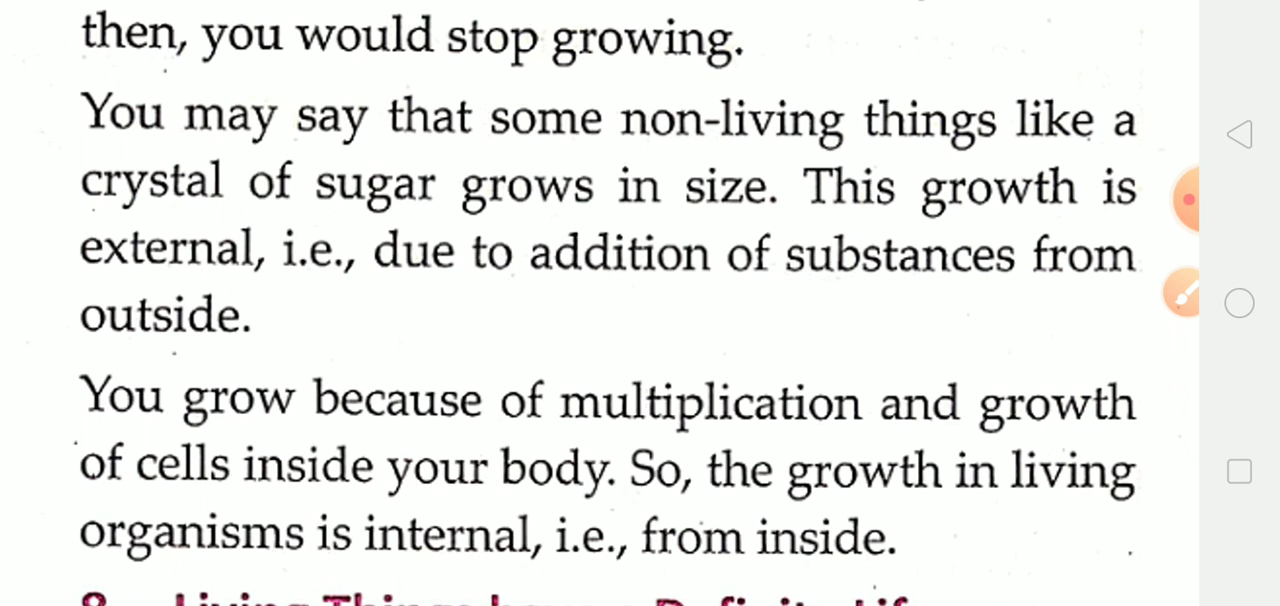 then, you would stop growing.
You may say that some non-living things like a
crystal of sugar grows in size. This growth is
external, i.e., due to addition of substances from
outside.
You grow because of multiplication and growth
of cells inside your body. So, the growth in living
organisms is internal, i.e., from inside.